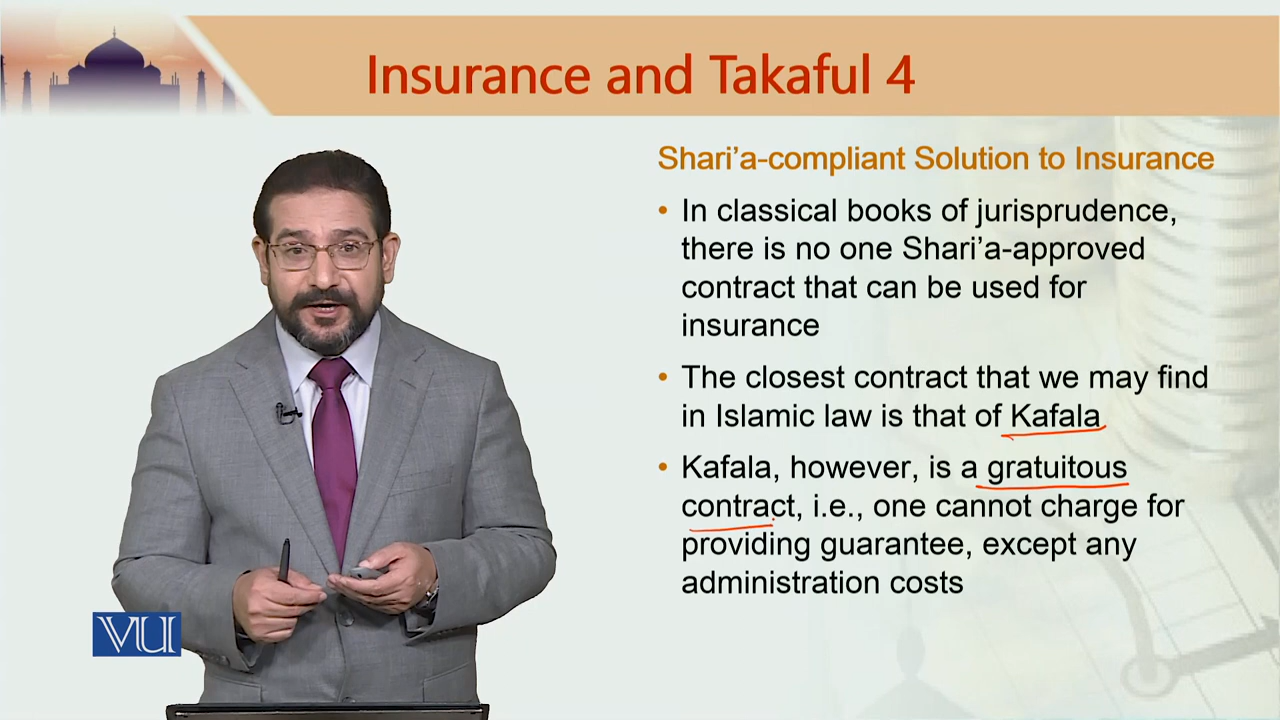 Insurance and Takaful 4
Shari’a-compliant Solution to Insurance
• In classical books of jurisprudence,
there is no one Shari’a-approved
contract that can be used for
insurance
• The closest contract that we may find
in Islamic law is that of Kafala
• Kafala, however, is a gratuitous
contract, i.e., one cannot charge for
providing guarantee, except any
administration costs
VU